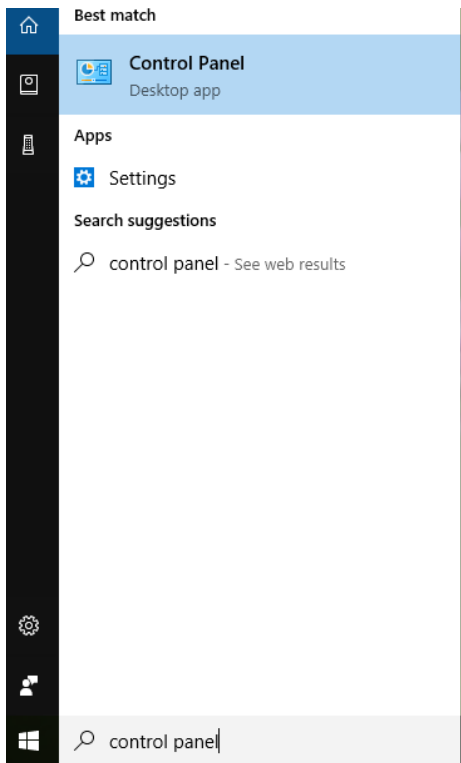 Best match
Control Panel
Desktop app
Apps
Settings
Search suggestions
control panel - See web results
control panel